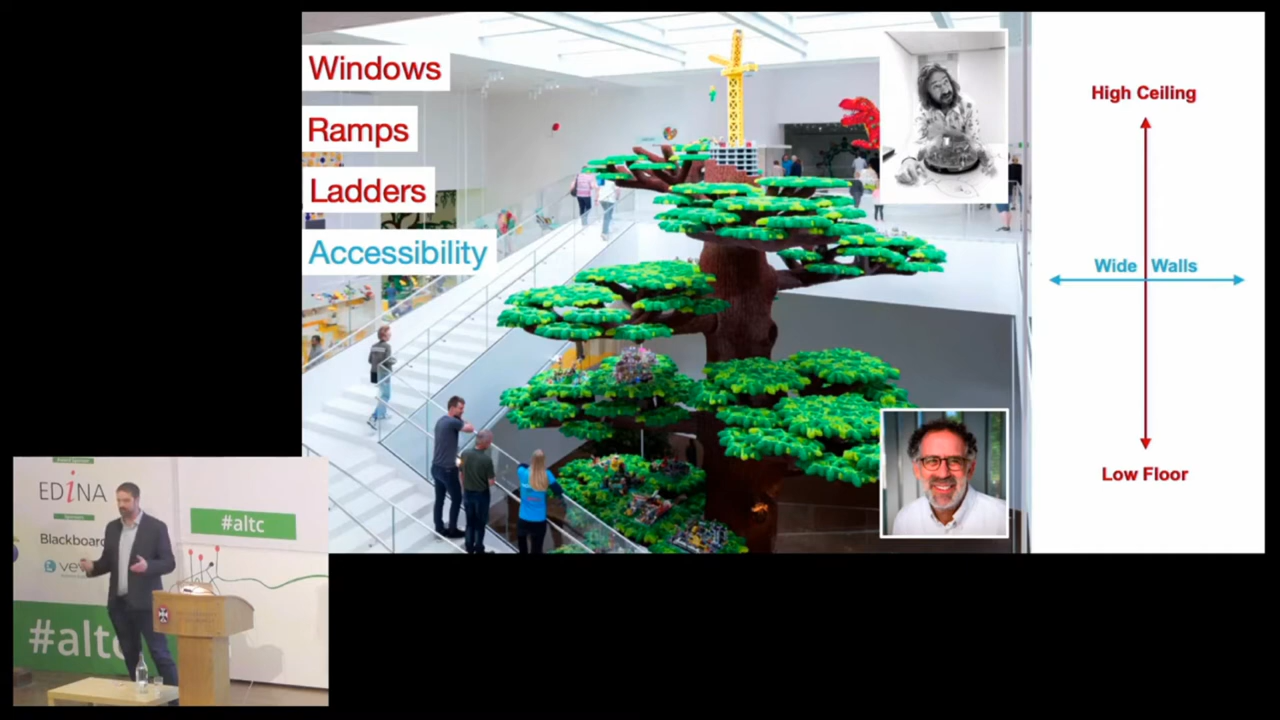 Windows
Ramps
Ladders
Accessibility
High Ceiling
Wide Walls
Low Floor
EDiNA
#altc
Blackboard
#altc